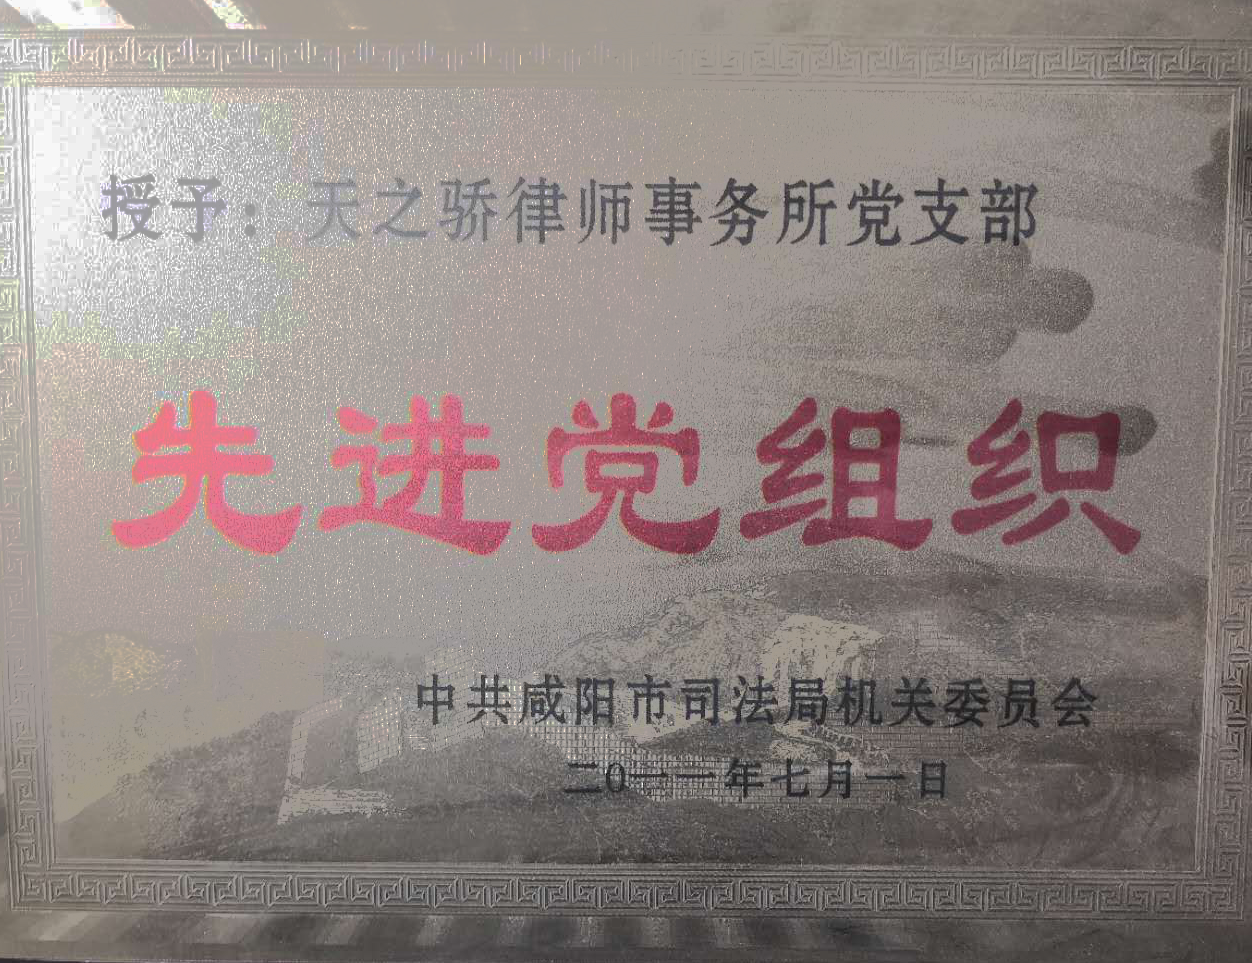 授予：天之骄律师事务所党支部
先进党组织
中共咸阳市司法局机关委员会
二0一一年七月一日